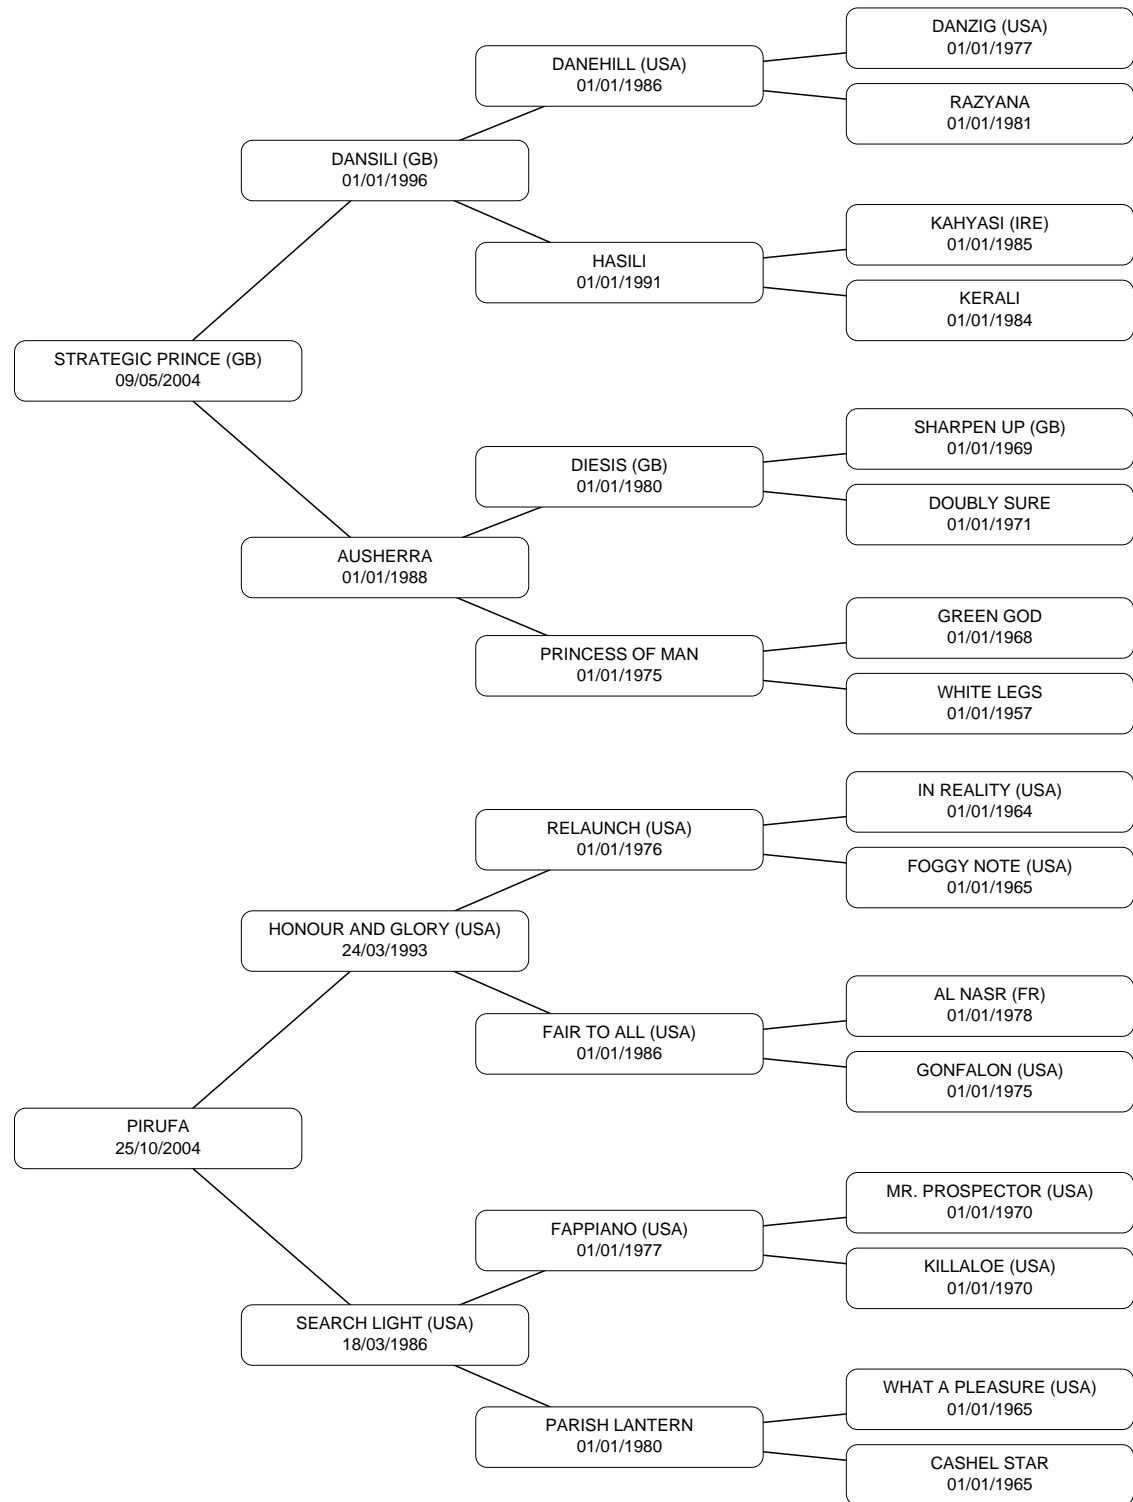 DANZIG (USA)
01/01/1977
DANEHILL (USA)
01/01/1986
RAZYANA
01/01/1981
DANSILI (GB)
01/01/1996
KAHYASI (IRE)
01/01/1985
HASILI
01/01/1991
KERALI
01/01/1984
STRATEGIC PRINCE (GB)
09/05/2004
SHARPEN UP (GB)
01/01/1969
DIESIS (GB)
01/01/1980
DOUBLY SURE
01/01/1971
AUSHERRA
01/01/1988
GREEN GOD
01/01/1968
PRINCESS OF MAN
01/01/1975
WHITE LEGS
01/01/1957
IN REALITY (USA)
01/01/1964
RELAUNCH (USA)
01/01/1976
FOGGY NOTE (USA)
01/01/1965
HONOUR AND GLORY (USA)
24/03/1993
AL NASR (FR)
01/01/1978
FAIR TO ALL (USA)
01/01/1986
GONFALON (USA)
01/01/1975
PIRUFA
25/10/2004
MR. PROSPECTOR (USA)
01/01/1970
FAPPIANO (USA)
01/01/1977
KILLALOE (USA)
01/01/1970
SEARCH LIGHT (USA)
18/03/1986
WHAT A PLEASURE (USA)
01/01/1965
PARISH LANTERN
01/01/1980
CASHEL STAR
01/01/1965